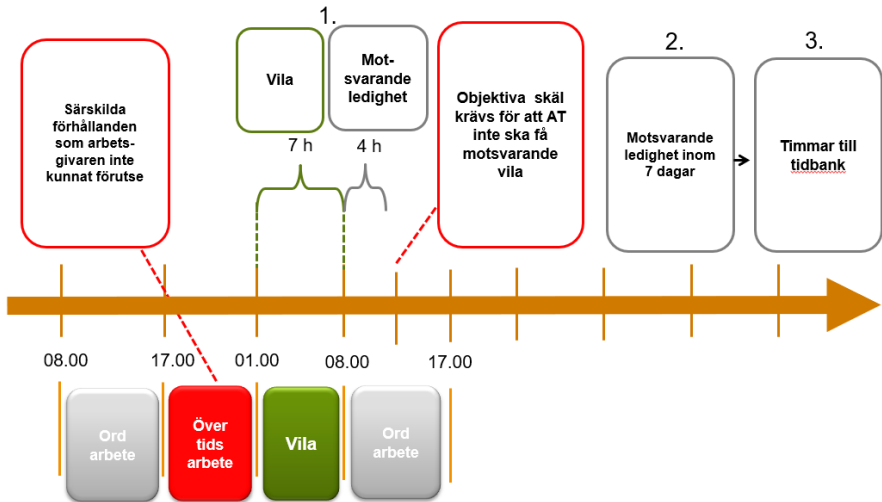 1.
2.
3.
Särskilda
förhållanden
som arbets-
givaren inte
kunnat förutse
Vila
Mot-
svarande
ledighet
7 h
4 h
Objektiva skäl
krävs för att AT
inte ska få
motsvarande
vila
Motsvarande
ledighet inom
7 dagar
Timmar till
tidbank
08.00
17.00
01.00
08.00
17.00
Ord
arbete
Över
tids
arbete
Vila
Ord
arbete